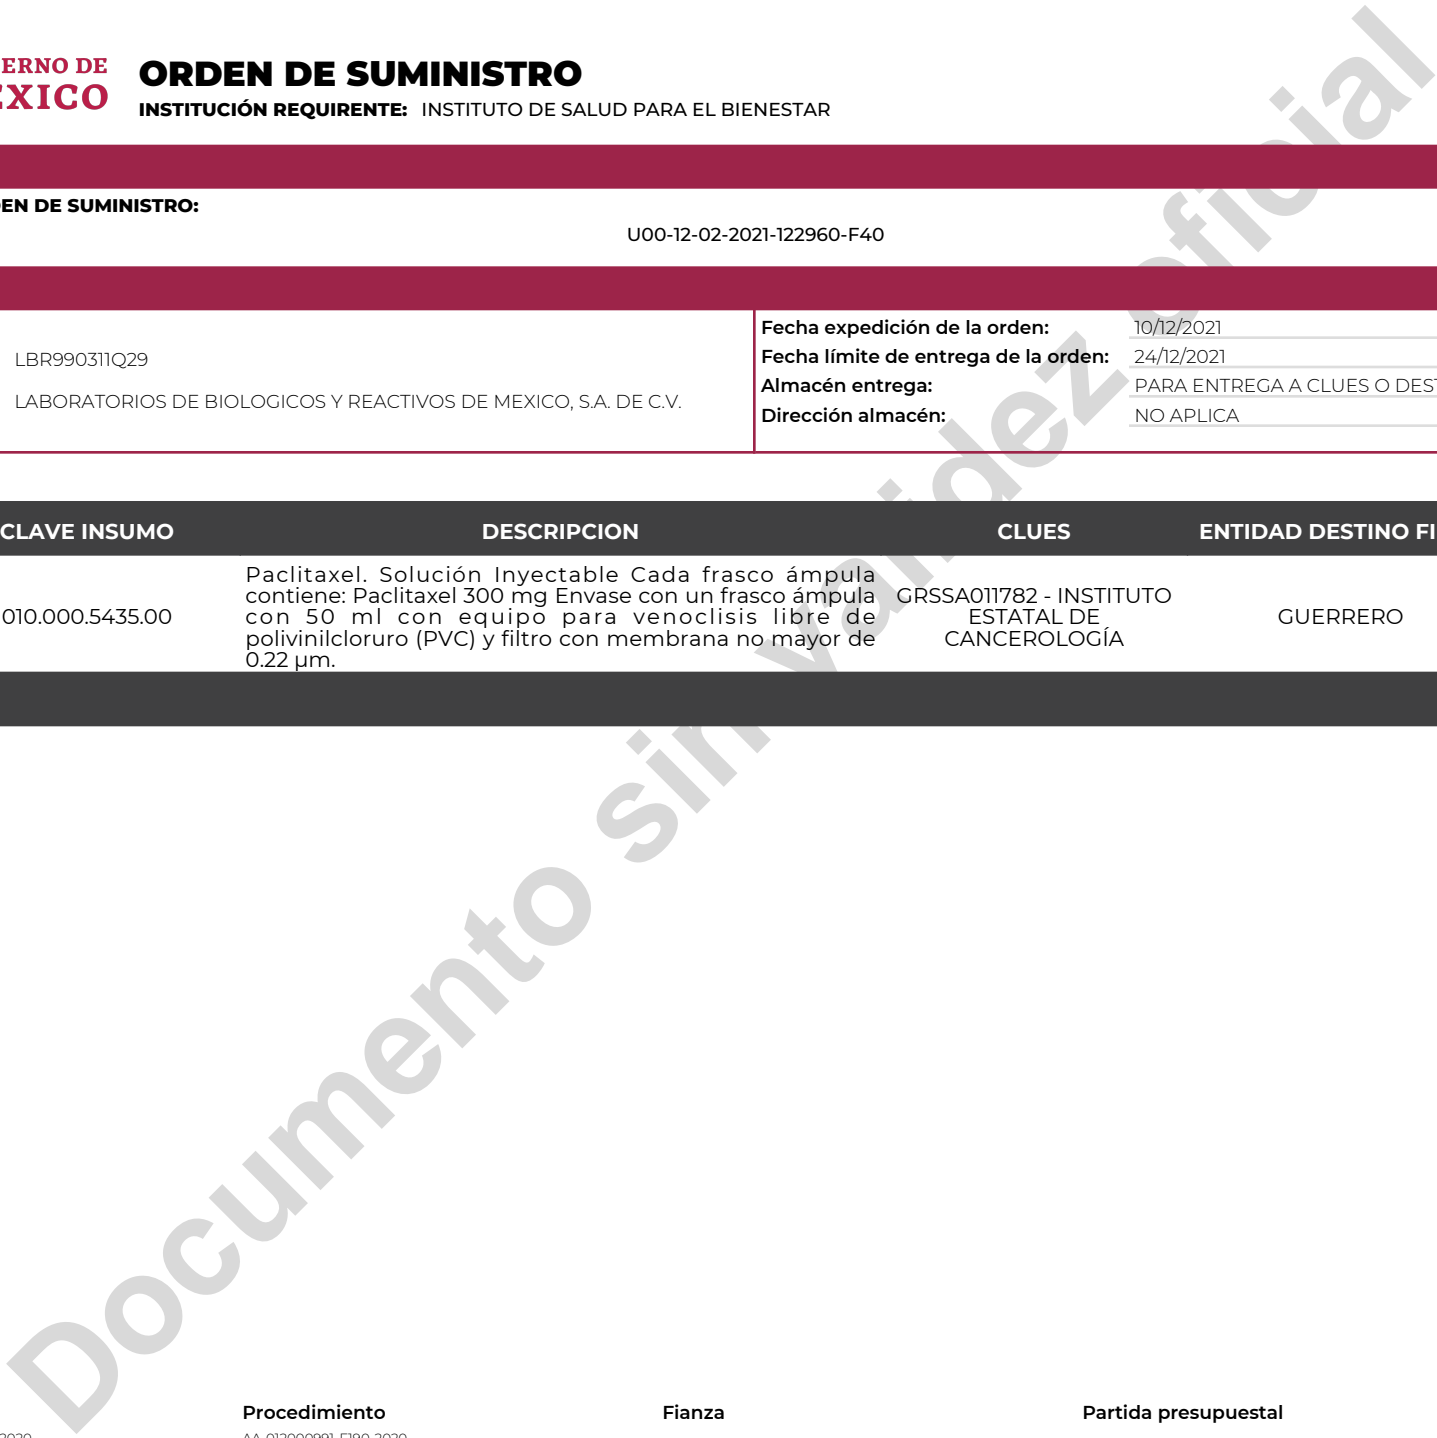 ERNO DE
ÉXICO
ORDEN DE SUMINISTRO
INSTITUCIÓN REQUIRENTE: INSTITUTO DE SALUD PARA EL BIENESTAR
EN DE SUMINISTRO:
U00-12-02-2021-122960-F40
LBR990311Q29
LABORATORIOS DE BIOLOGICOS Y REACTIVOS DE MEXICO, S.A. DE C.V.
Fecha expedición de la orden: 10/12/2021
Fecha límite de entrega de la orden: 24/12/2021
Almacén entrega: PARA ENTREGA A CLUES O DEST
Dirección almacén: NO APLICA
CLAVE INSUMO DESCRIPCION CLUES ENTIDAD DESTINO FI
010.000.5435.00
Paclitaxel. Solución Inyectable Cada frasco ámpula
contiene: Paclitaxel 300 mg Envase con un frasco ámpula
con 50 ml con equipo para venoclisis libre de
polivinilcloruro (PVC) y filtro con membrana no mayor de
0.22 µm.
GRSSA011782 - INSTITUTO
ESTATAL DE
CANCEROLOGÍA
GUERRERO
Documento sin validez oficial
Procedimiento Fianza Partida presupuestal